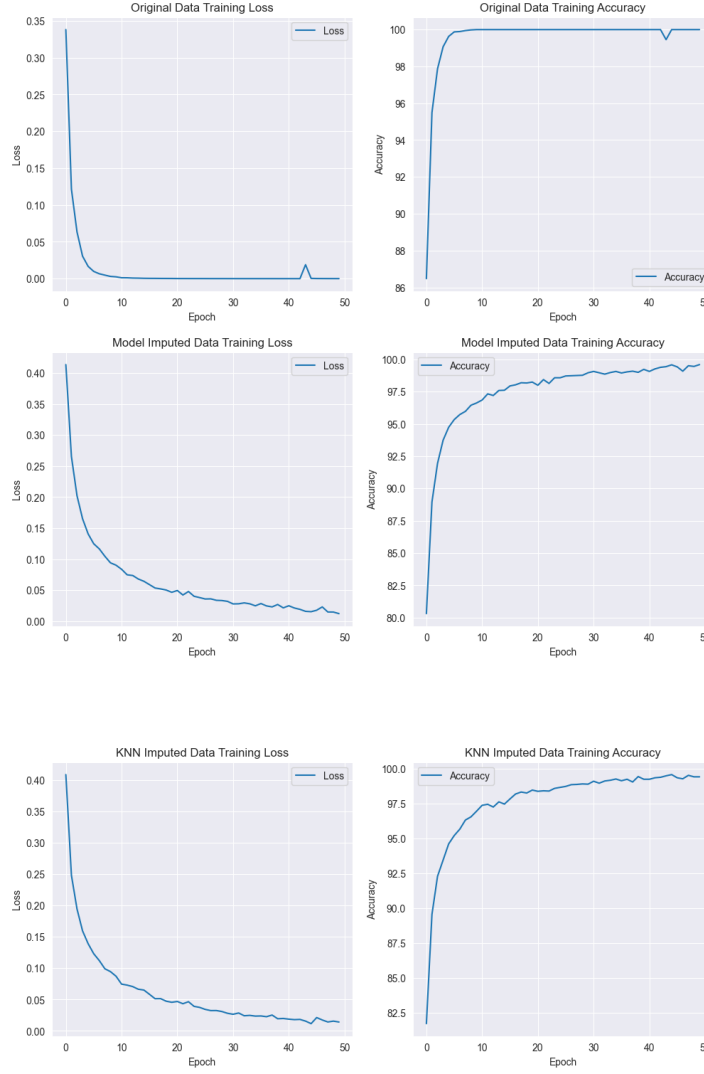 Original Data Training Loss
0.35
0.30
0.25
0.20
0.15
0.10
0.05
0.00
Loss
Loss
0 10 20 30 40 50
Epoch
Original Data Training Accuracy
100
98
96
94
92
90
88
86
Accuracy
Accuracy
0 10 20 30 40 50
Epoch
Model Imputed Data Training Loss
0.40
0.35
0.30
0.25
0.20
0.15
0.10
0.05
0.00
Loss
Loss
0 10 20 30 40 50
Epoch
Model Imputed Data Training Accuracy
100.0
97.5
95.0
92.5
90.0
87.5
85.0
82.5
80.0
Accuracy
Accuracy
0 10 20 30 40 50
Epoch
KNN Imputed Data Training Loss
0.40
0.35
0.30
0.25
0.20
0.15
0.10
0.05
0.00
Loss
Loss
0 10 20 30 40 50
Epoch
KNN Imputed Data Training Accuracy
100.0
97.5
95.0
92.5
90.0
87.5
85.0
82.5
Accuracy
Accuracy
0 10 20 30 40
Epoch